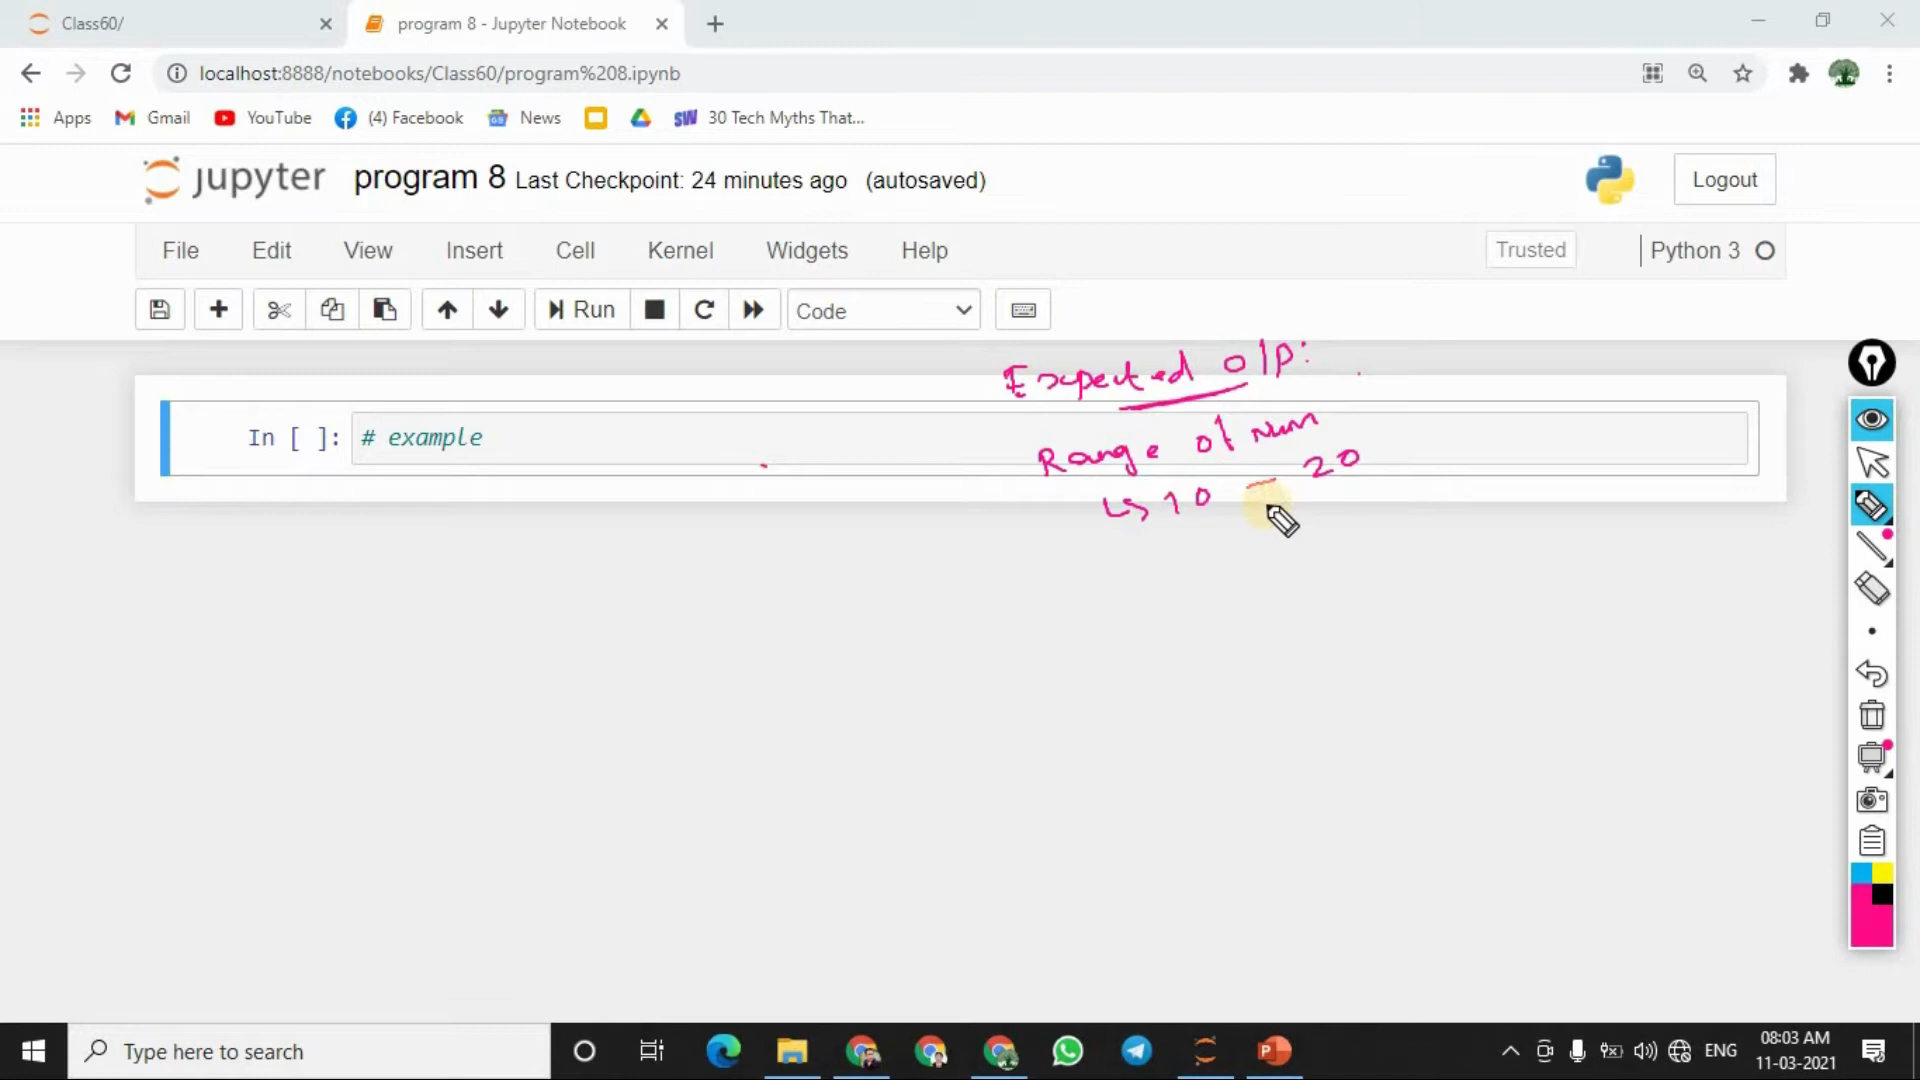 Class60/
program 8 - Jupyter Notebook
localhost:8888/notebooks/Class60/program%208.ipynb
Apps Gmail YouTube (4) Facebook News SW 30 Tech Myths That...
jupyter program 8 Last Checkpoint: 24 minutes ago (autosaved)
Logout
File Edit View Insert Cell Kernel Widgets Help
Trusted
Python 3
Run
Code
Expected o/p:
In [ ]: # example
Range of num
↳ 10 - 20
Type here to search
ENG
08:03 AM
11-03-2021